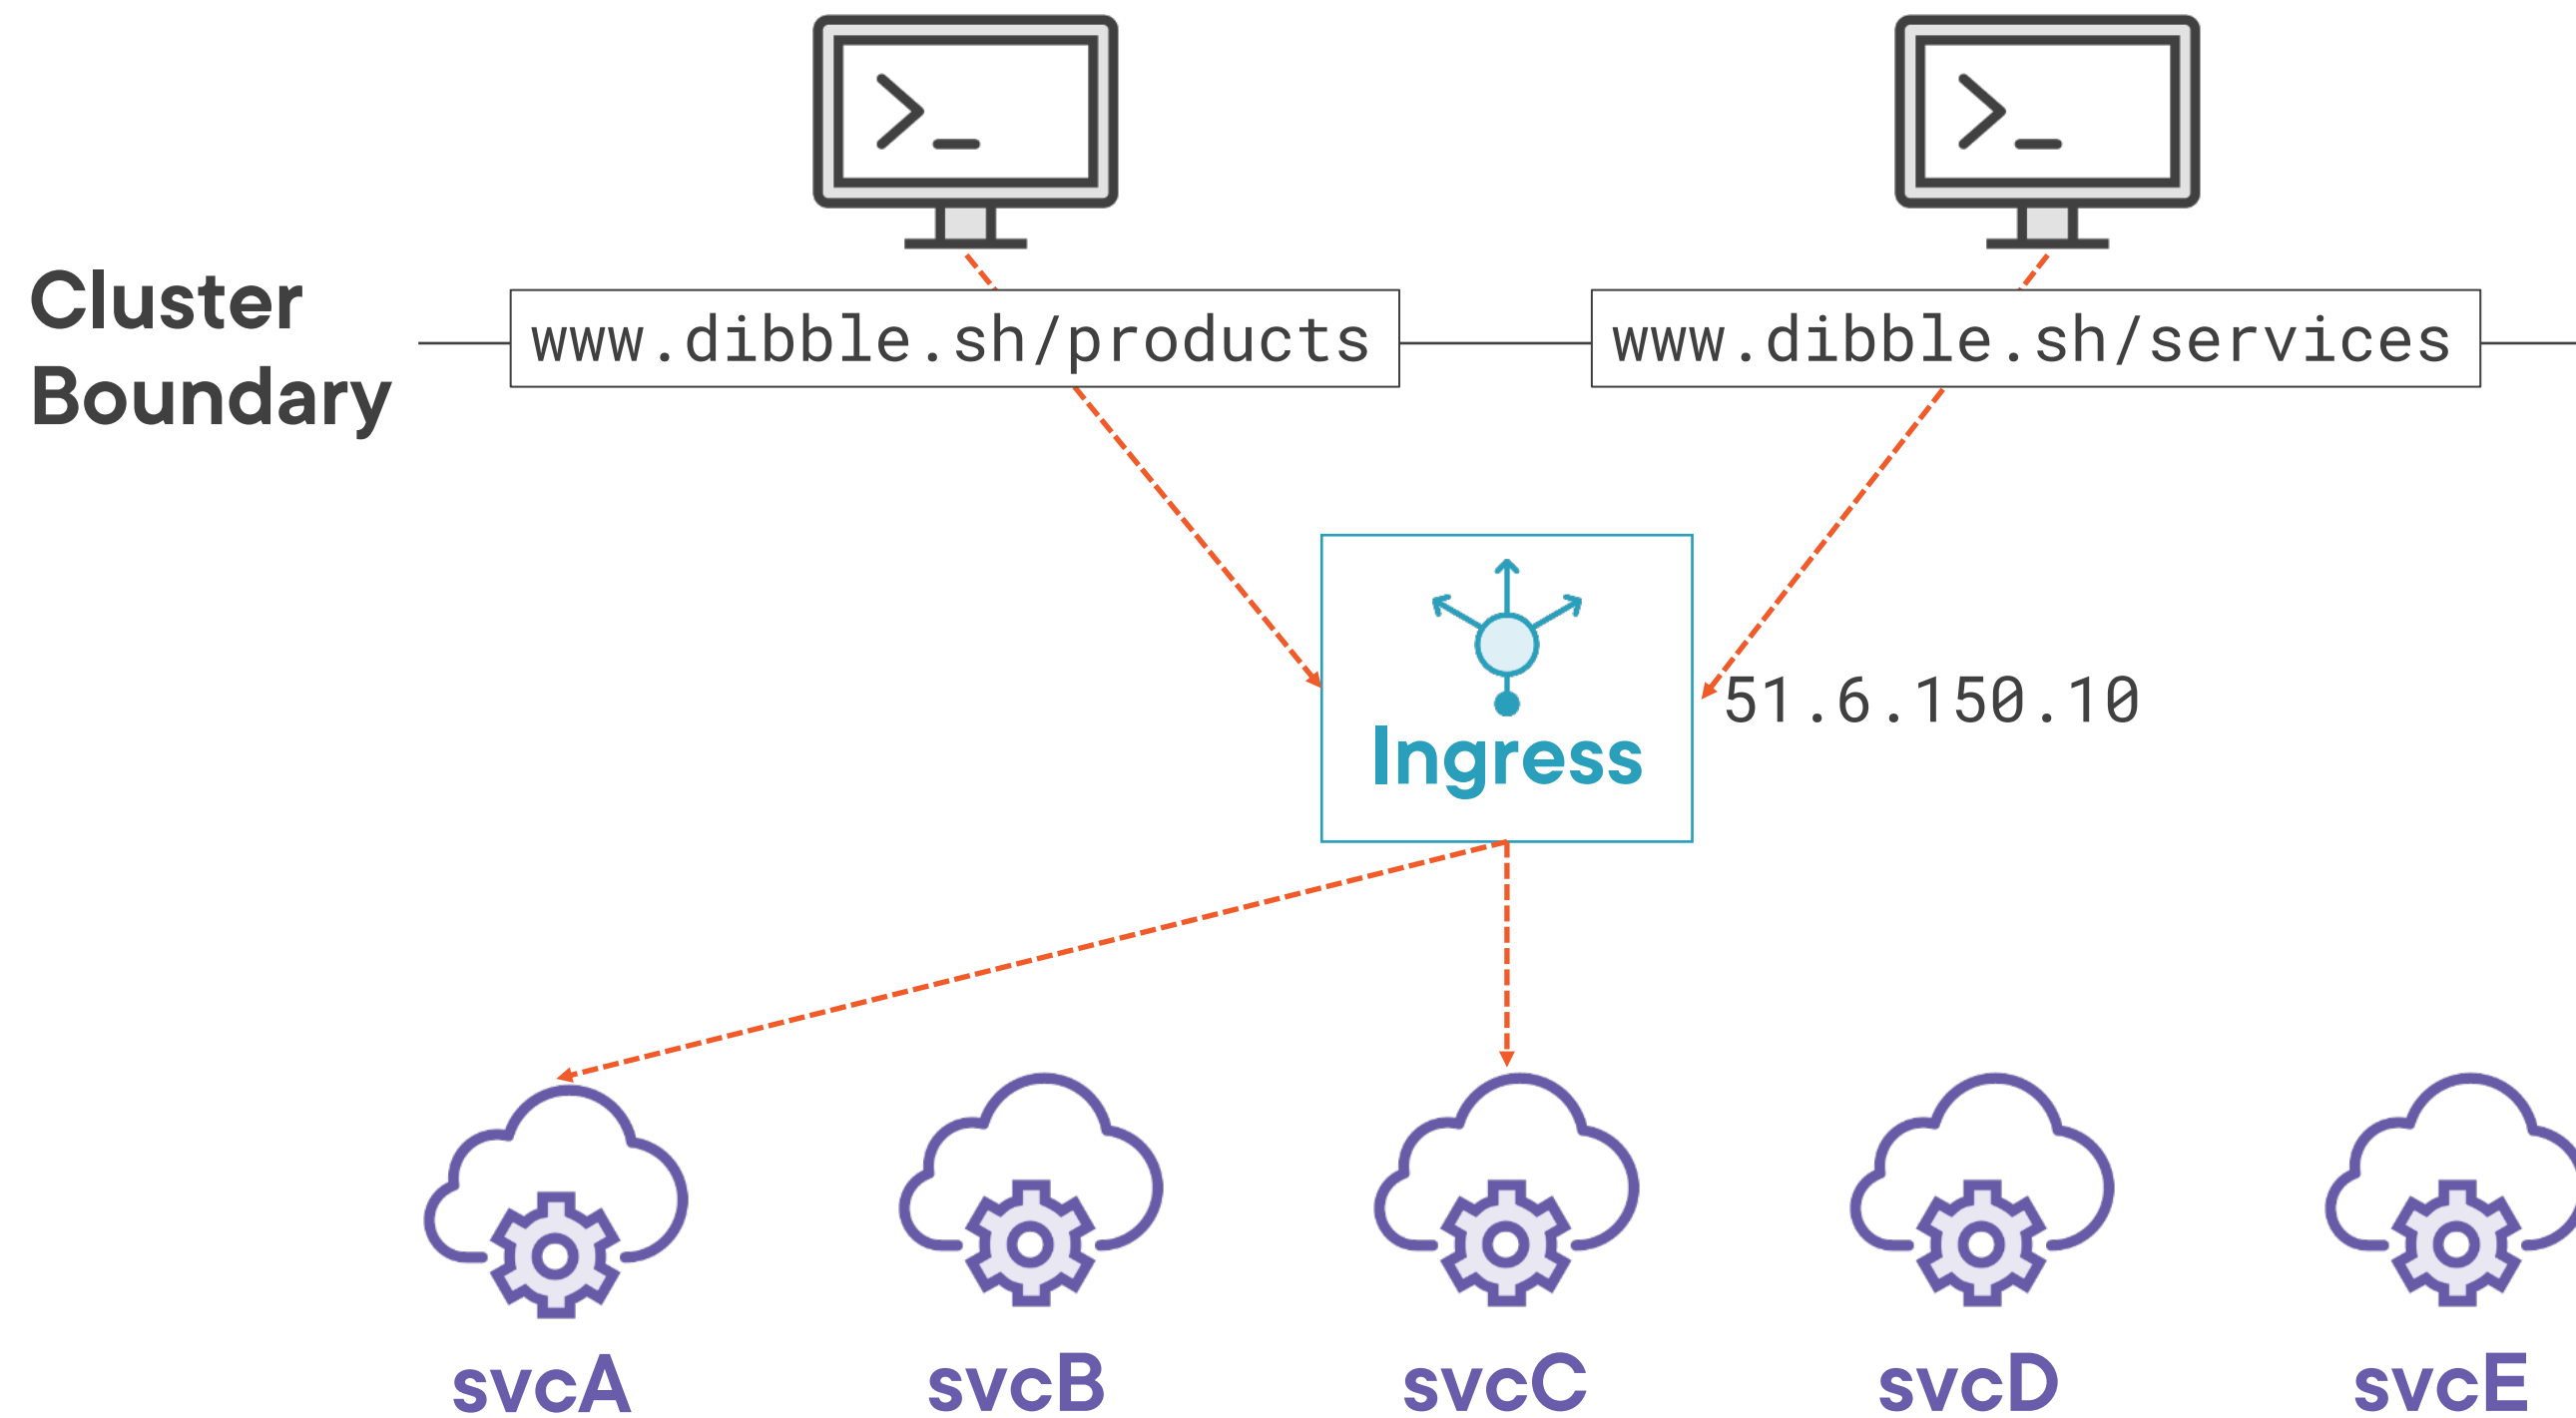 Cluster
Boundary
www.dibble.sh/products
www.dibble.sh/services
51.6.150.10
Ingress
svcA
svcB
svcC
svcD
svcE